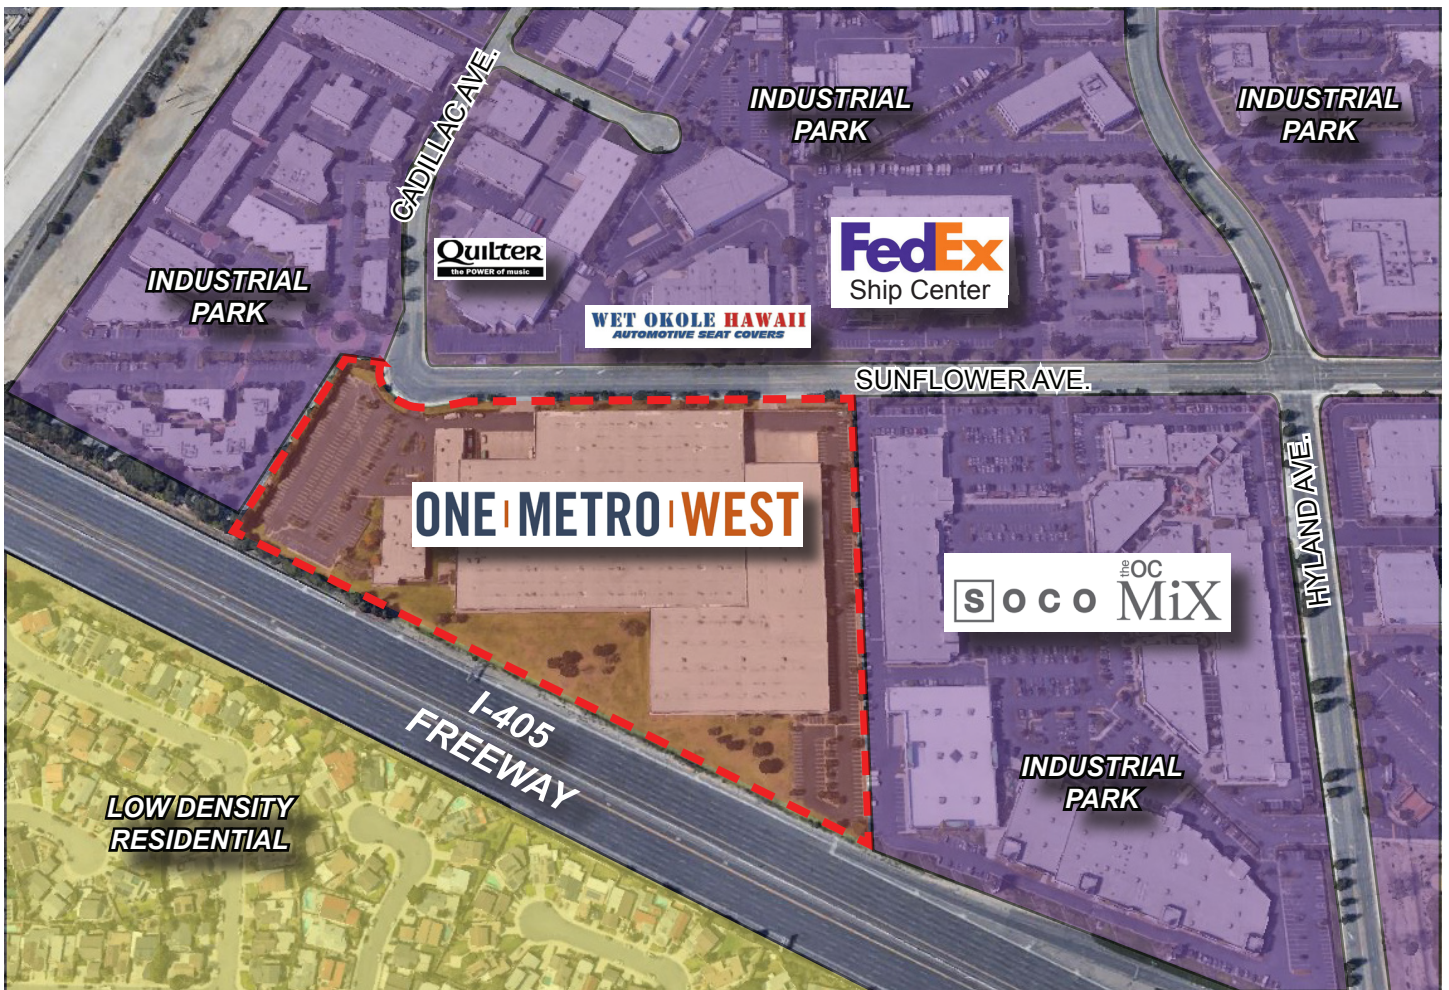 INDUSTRIAL
PARK
INDUSTRIAL
PARK
CADILLAC AVE.
QUILTER
the POWER of music
FedEx
Ship Center
INDUSTRIAL
PARK
WET OKOLE HAWAII
AUTOMOTIVE SEAT COVERS
SUNFLOWER AVE.
ONE METRO WEST
HYLAND AVE.
soco
the OC
MiX
I-405
FREEWAY
INDUSTRIAL
PARK
LOW DENSITY
RESIDENTIAL